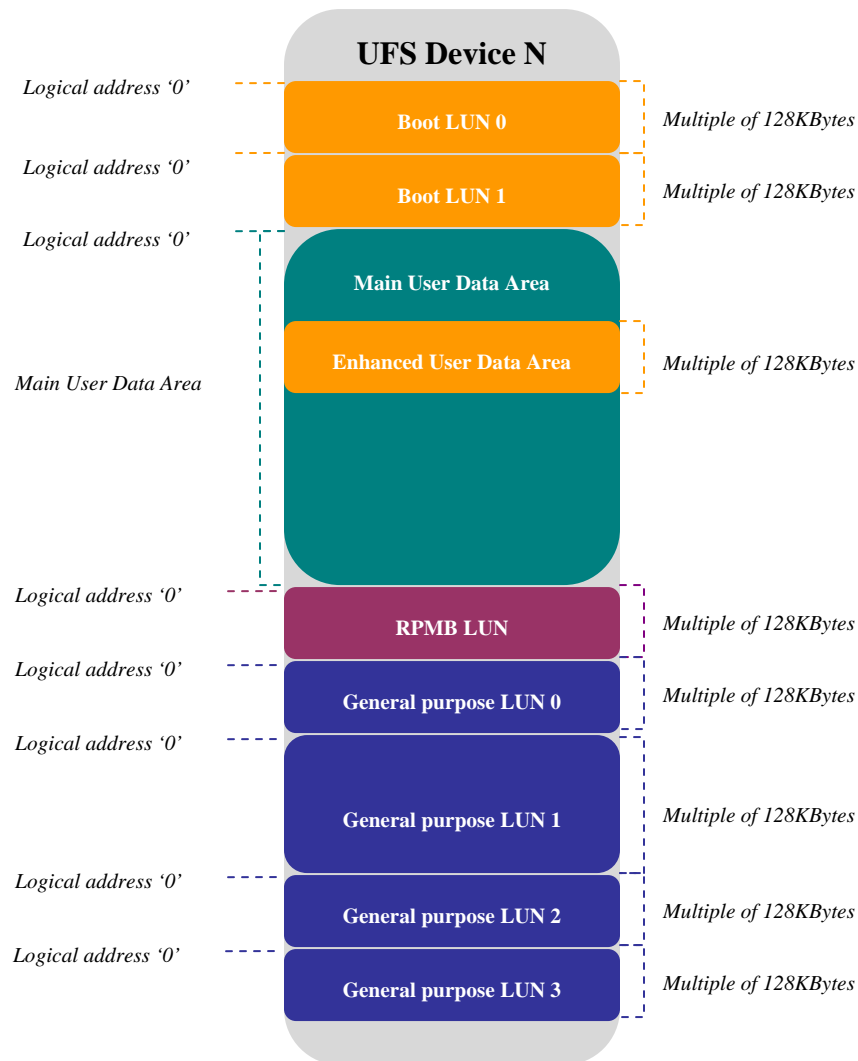 UFS Device N
Logical address ‘0’
Boot LUN 0
Multiple of 128KBytes
Logical address ‘0’
Boot LUN 1
Multiple of 128KBytes
Logical address ‘0’
Main User Data Area
Enhanced User Data Area
Multiple of 128KBytes
Main User Data Area
Logical address ‘0’
RPMB LUN
Multiple of 128KBytes
Logical address ‘0’
General purpose LUN 0
Multiple of 128KBytes
Logical address ‘0’
General purpose LUN 1
Multiple of 128KBytes
Logical address ‘0’
General purpose LUN 2
Multiple of 128KBytes
Logical address ‘0’
General purpose LUN 3
Multiple of 128KBytes